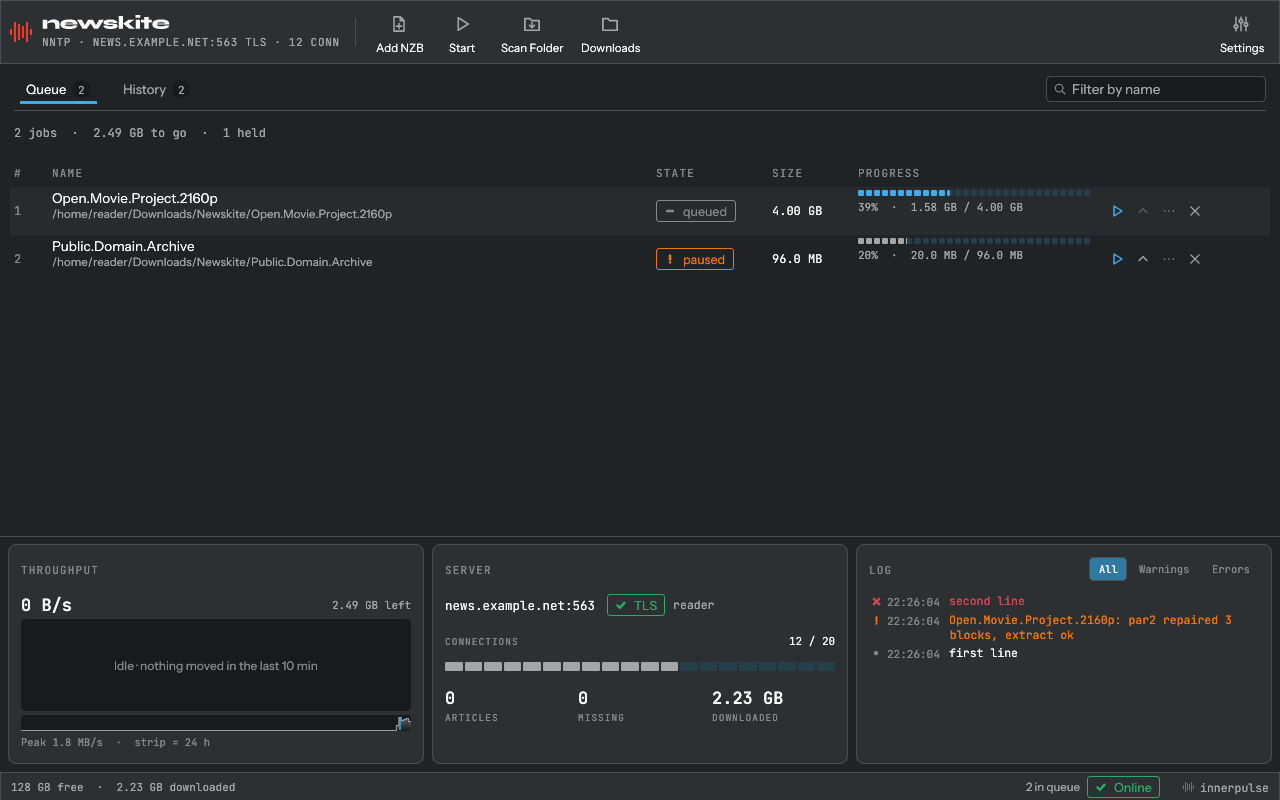 newskite
NNTP · NEWS.EXAMPLE.NET:563 TLS · 12 CONN
Add NZB
Start
Scan Folder
Downloads
Settings
Queue 2
History 2
Filter by name
2 jobs · 2.49 GB to go · 1 held
# NAME STATE SIZE PROGRESS
1
Open.Movie.Project.2160p
/home/reader/Downloads/Newskite/Open.Movie.Project.2160p
queued
4.00 GB
39% · 1.58 GB / 4.00 GB
2
Public.Domain.Archive
/home/reader/Downloads/Newskite/Public.Domain.Archive
! paused
96.0 MB
20% · 20.0 MB / 96.0 MB
THROUGHPUT
0 B/s
2.49 GB left
Idle · nothing moved in the last 10 min
Peak 1.8 MB/s · strip = 24 h
SERVER
news.example.net:563 TLS reader
CONNECTIONS 12 / 20
0 0 2.23 GB
ARTICLES MISSING DOWNLOADED
LOG
All Warnings Errors
22:26:04 second line
! 22:26:04 Open.Movie.Project.2160p: par2 repaired 3
blocks, extract ok
22:26:04 first line
128 GB free · 2.23 GB downloaded
2 in queue
Online
innerpulse